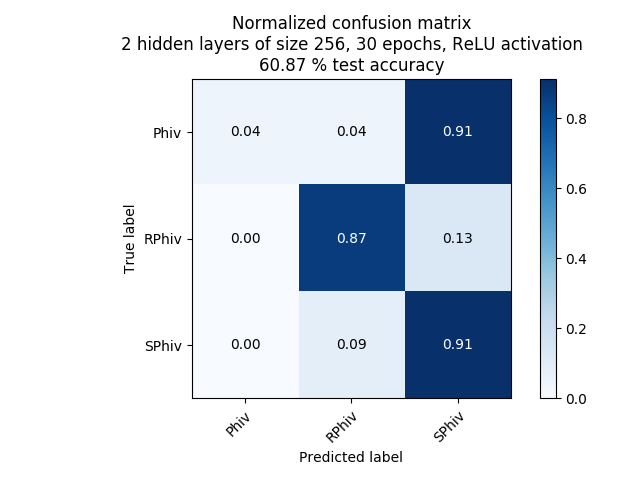 Normalized confusion matrix
2 hidden layers of size 256, 30 epochs, ReLU activation
60.87 % test accuracy
Phiv 0.04 0.04 0.91 0.8
0.6
True label RPhiv 0.00 0.87 0.13 0.4
0.2
SPhiv 0.00 0.09 0.91
0.0
Phiv RPhiv SPhiv
Predicted label